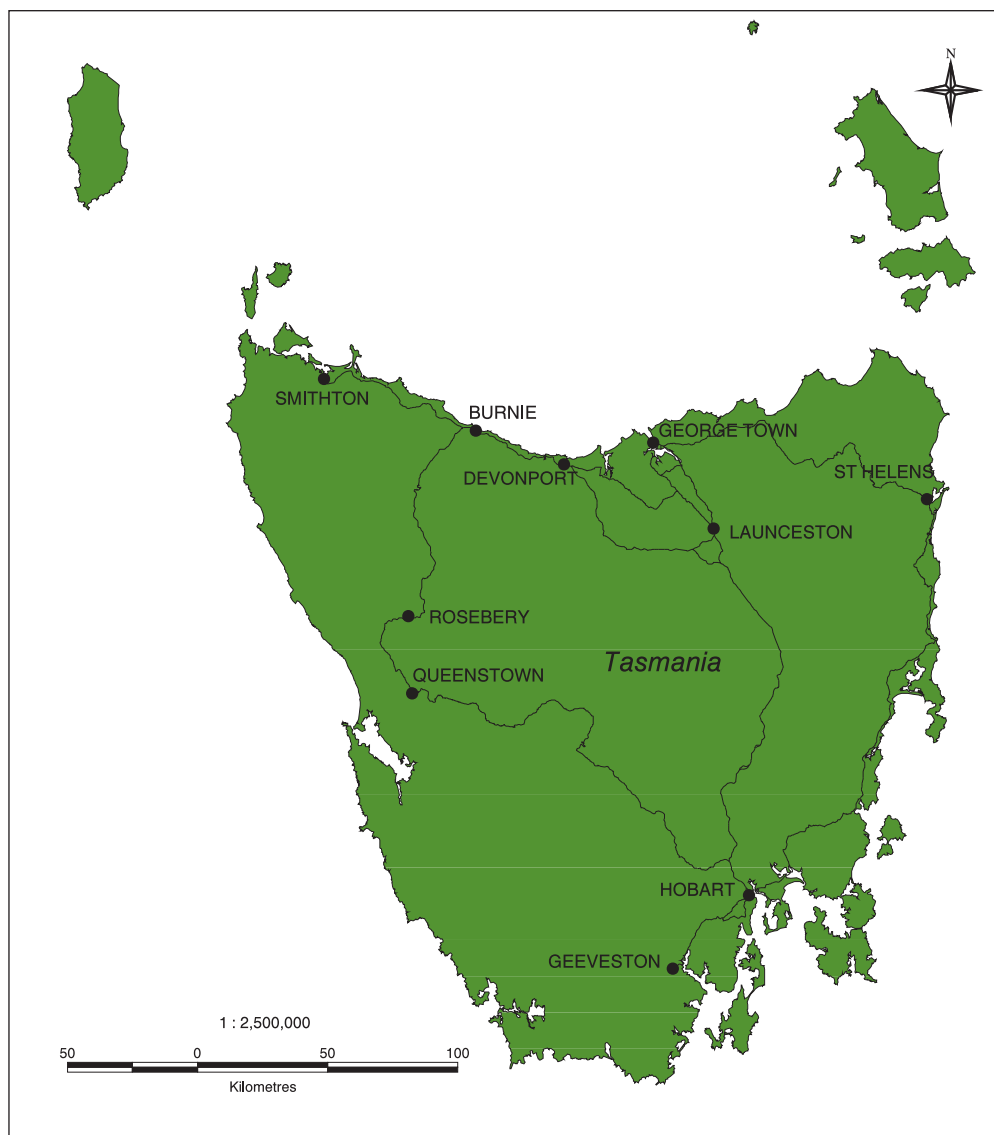 N
SMITHTON
BURNIE
GEORGE TOWN
DEVONPORT
ST HELENS
LAUNCESTON
ROSEBERY
Tasmania
QUEENSTOWN
HOBART
GEEVESTON
1 : 2,500,000
50 0 50 100
Kilometres